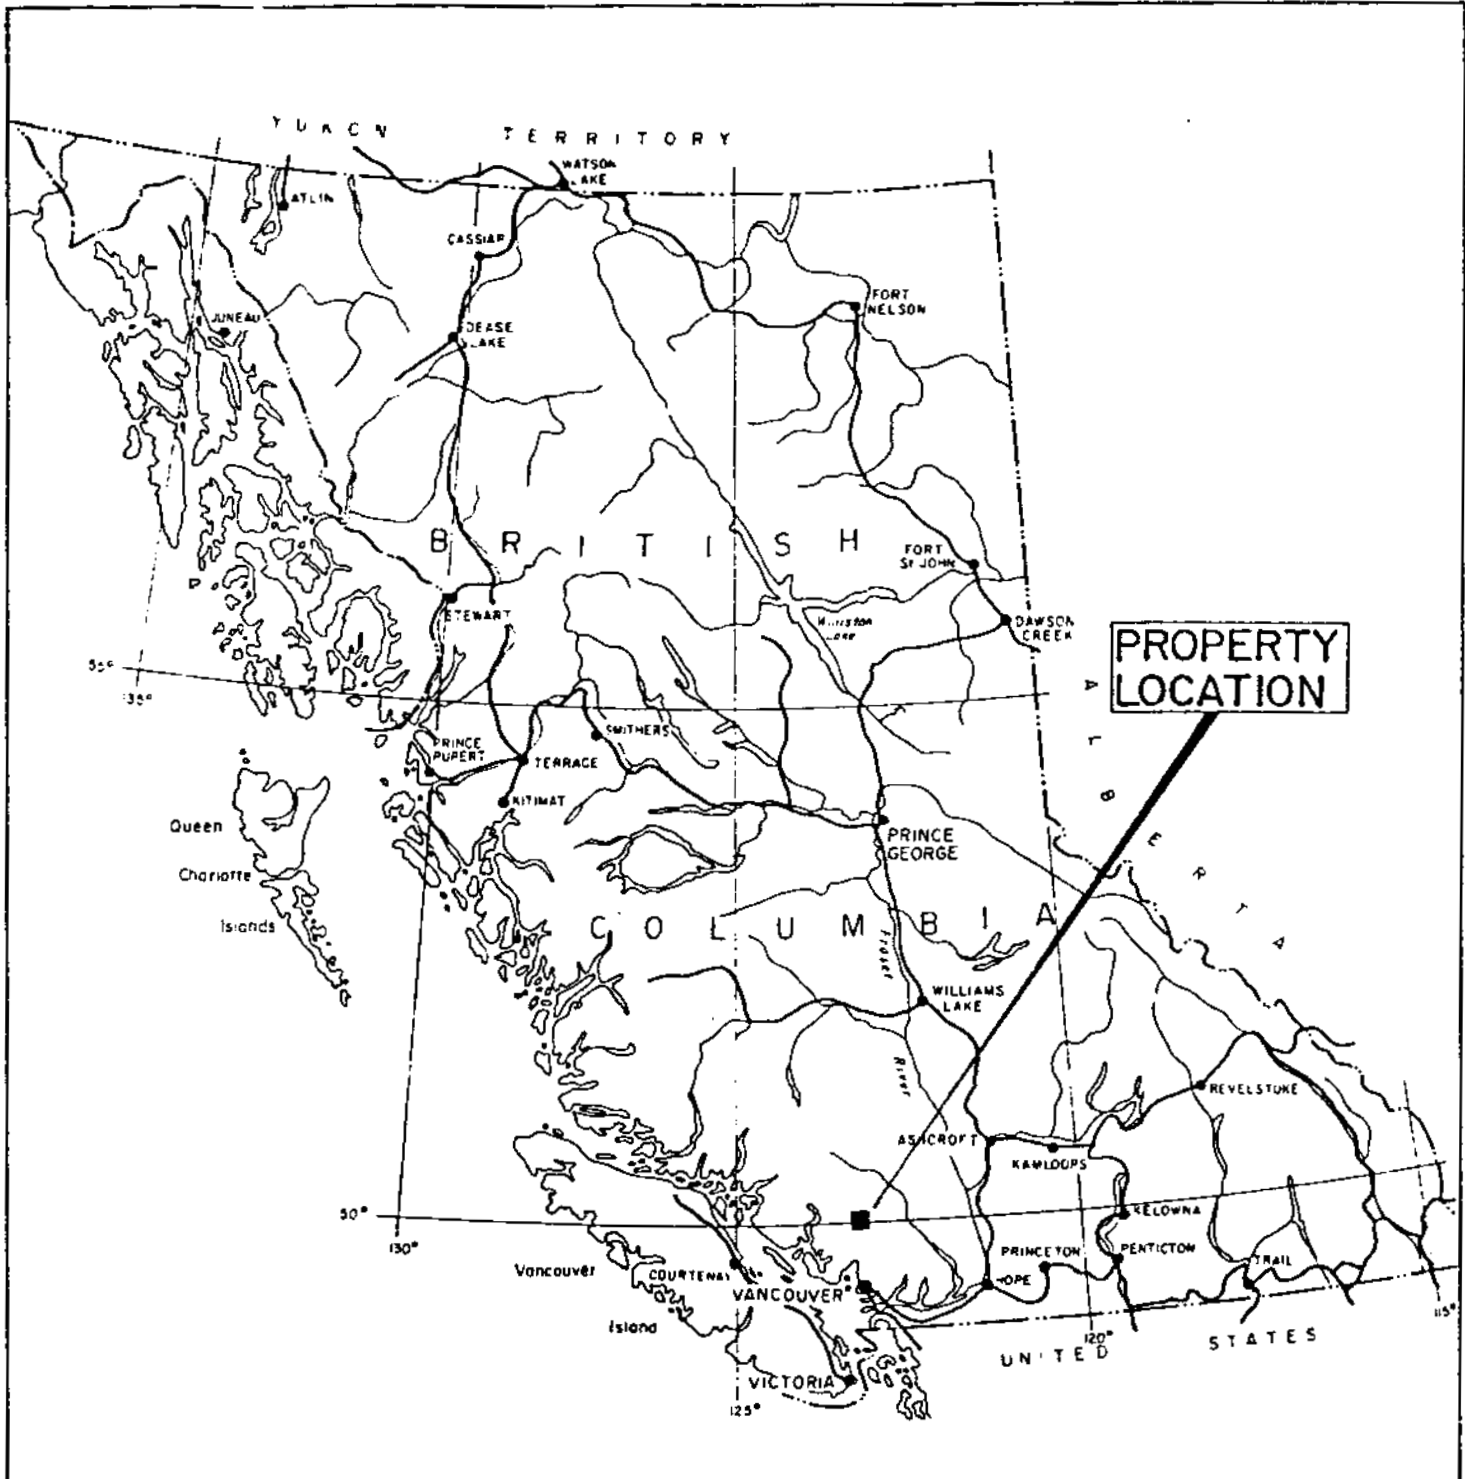 YUKON TERRITORY
WATSON
LAKE
ATLIN
CASSIAR
JUNEAU
DEASE
LAKE
FORT
NELSON
BRITISH
FORT
St JOHN
STEWART
Williston
Lake
DAWSON
CREEK
PROPERTY
LOCATION
55°
135°
ALBERTA
PRINCE
RUPERT
SMITHERS
TERRACE
KITIMAT
PRINCE
GEORGE
Queen
Charlotte
Islands
COLUMBIA
Fraser
River
WILLIAMS
LAKE
REVELSTOKE
ASHCROFT
KAMLOOPS
50°
130°
KELOWNA
PRINCETON
PENTICTON
TRAIL
HOPE
Vancouver
Island
COURTENAY
VANCOUVER
VICTORIA
125°
120°
115°
UNITED STATES